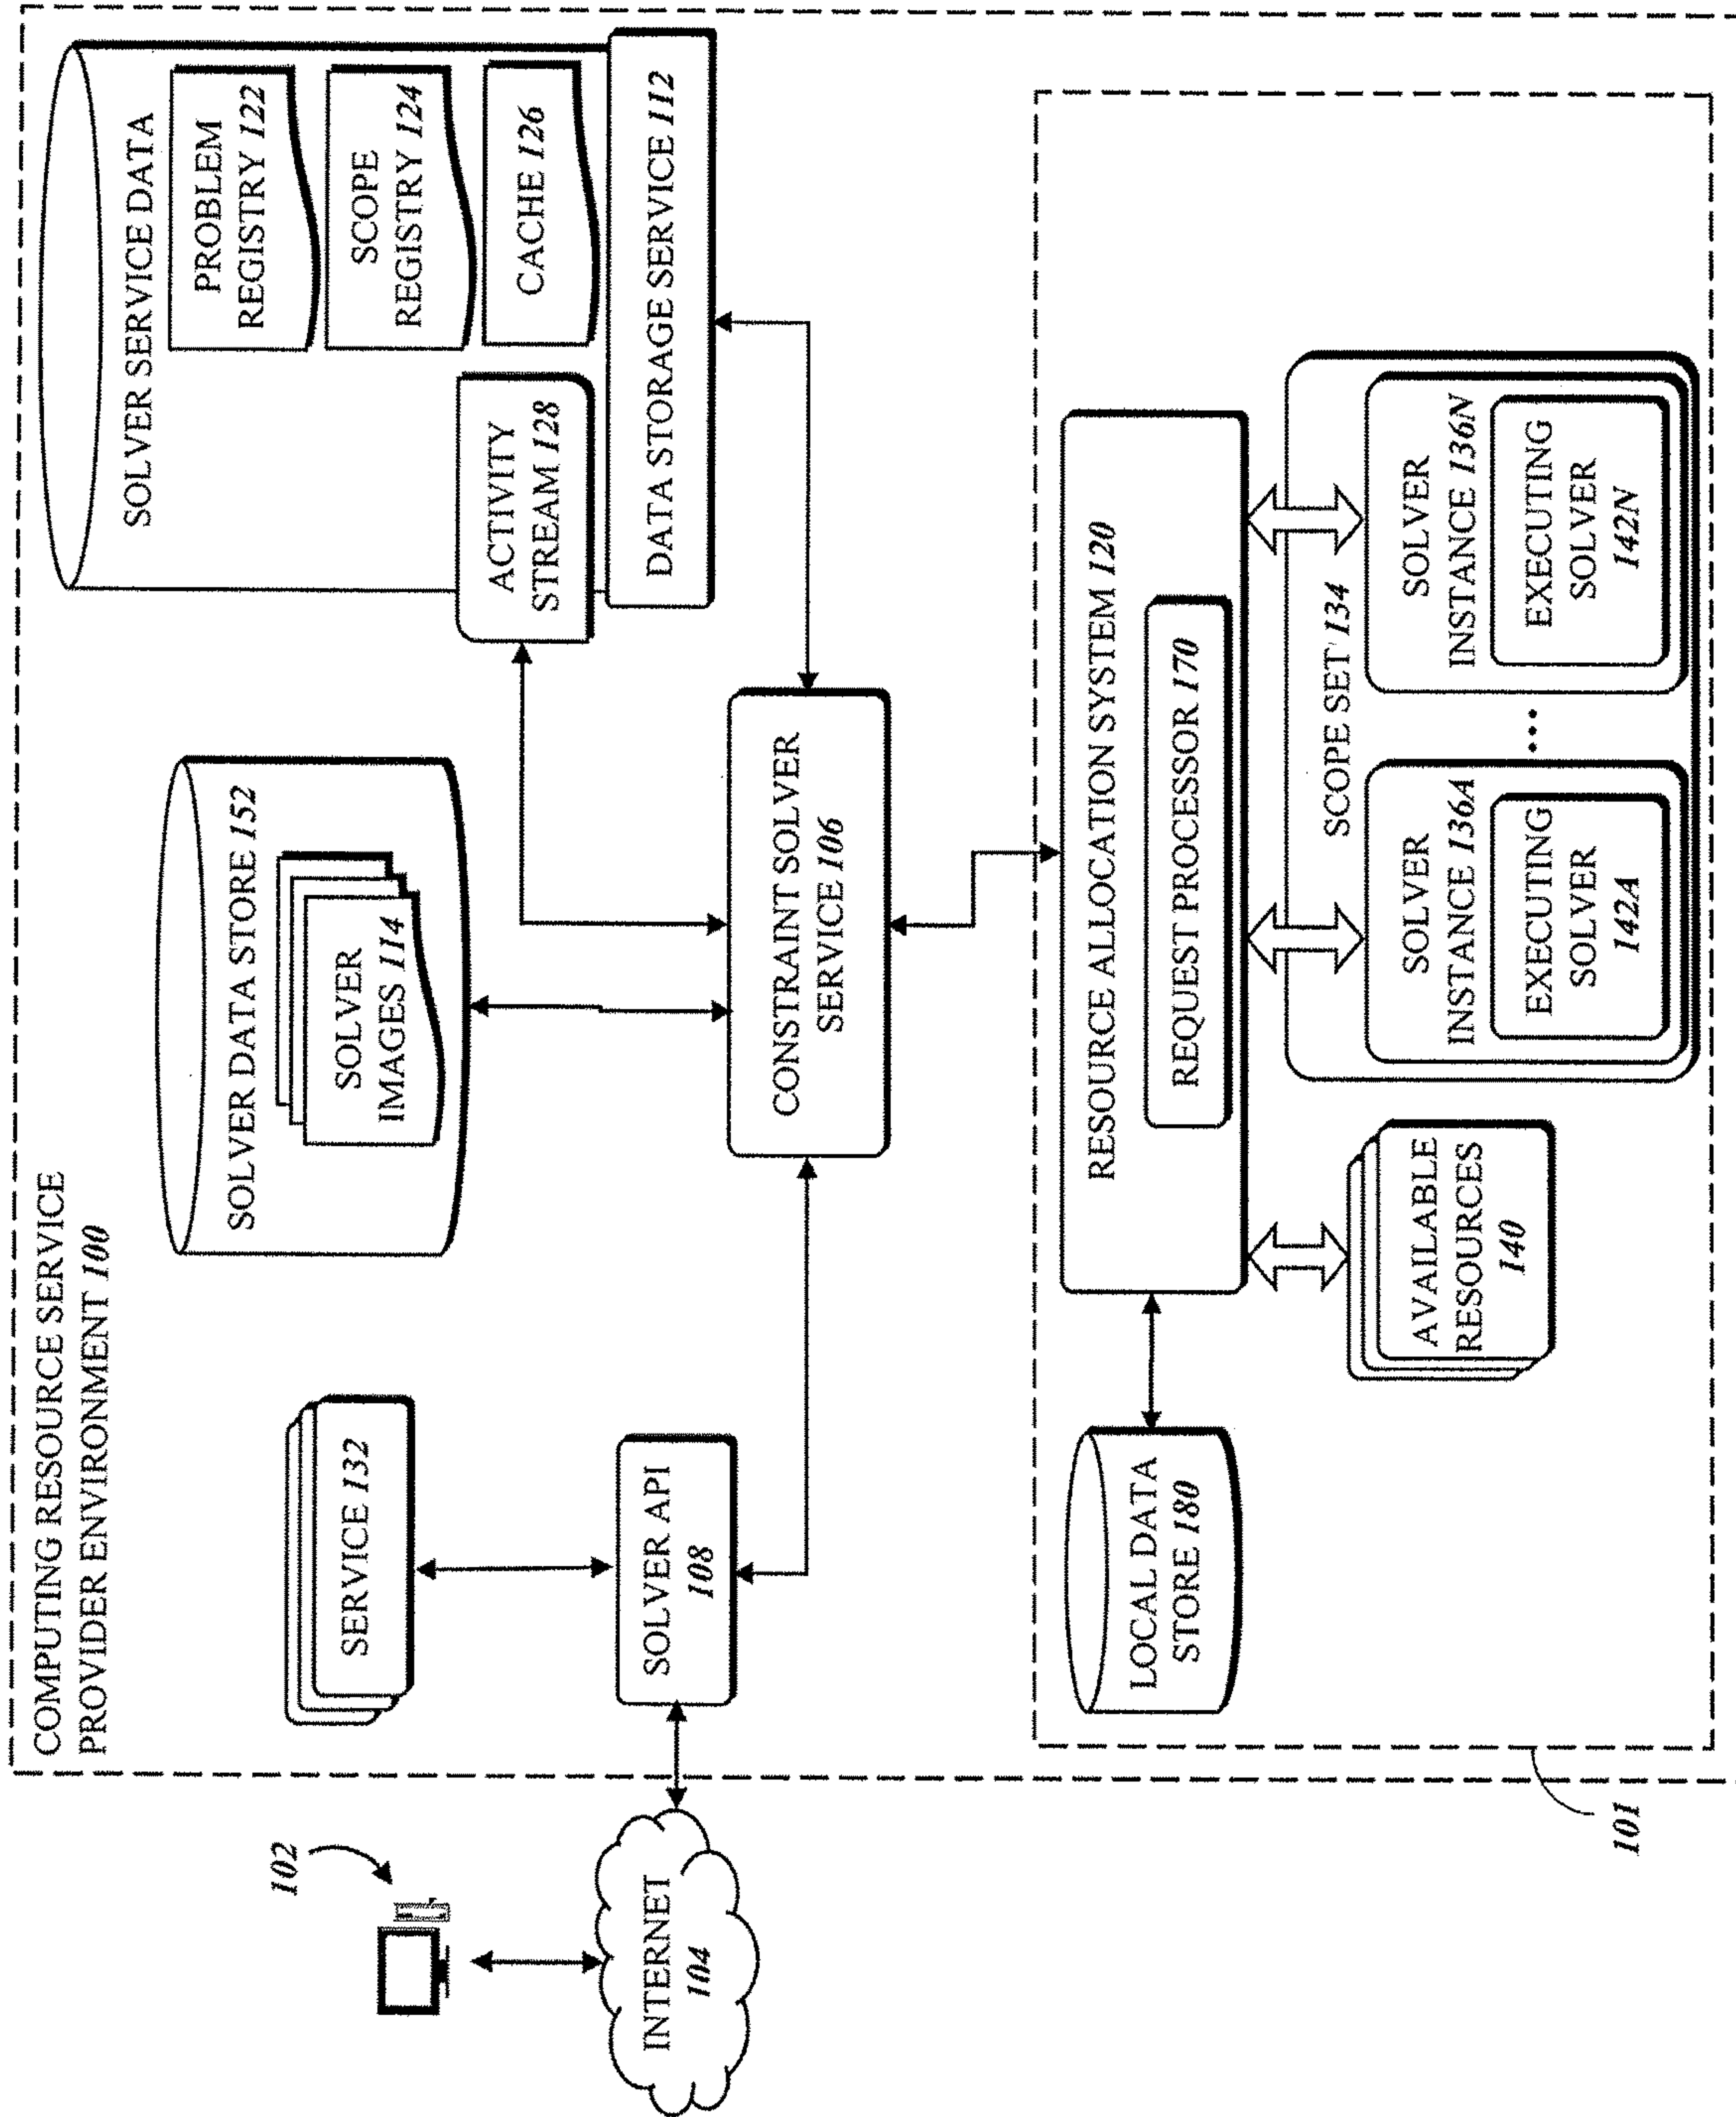 COMPUTING RESOURCE SERVICE
PROVIDER ENVIRONMENT 100
102
INTERNET
104
SERVICE 132
SOLVER API
108
SOLVER DATA STORE 152
SOLVER
IMAGES 114
CONSTRAINT SOLVER
SERVICE 106
SOLVER SERVICE DATA
PROBLEM
REGISTRY 122
SCOPE
REGISTRY 124
CACHE 126
ACTIVITY
STREAM 128
DATA STORAGE SERVICE 112
101
LOCAL DATA
STORE 180
RESOURCE ALLOCATION SYSTEM 120
REQUEST PROCESSOR 170
AVAILABLE
RESOURCES
140
SCOPE SET 134
SOLVER
INSTANCE 136A
EXECUTING
SOLVER
142A
...
SOLVER
INSTANCE 136N
EXECUTING
SOLVER
142N